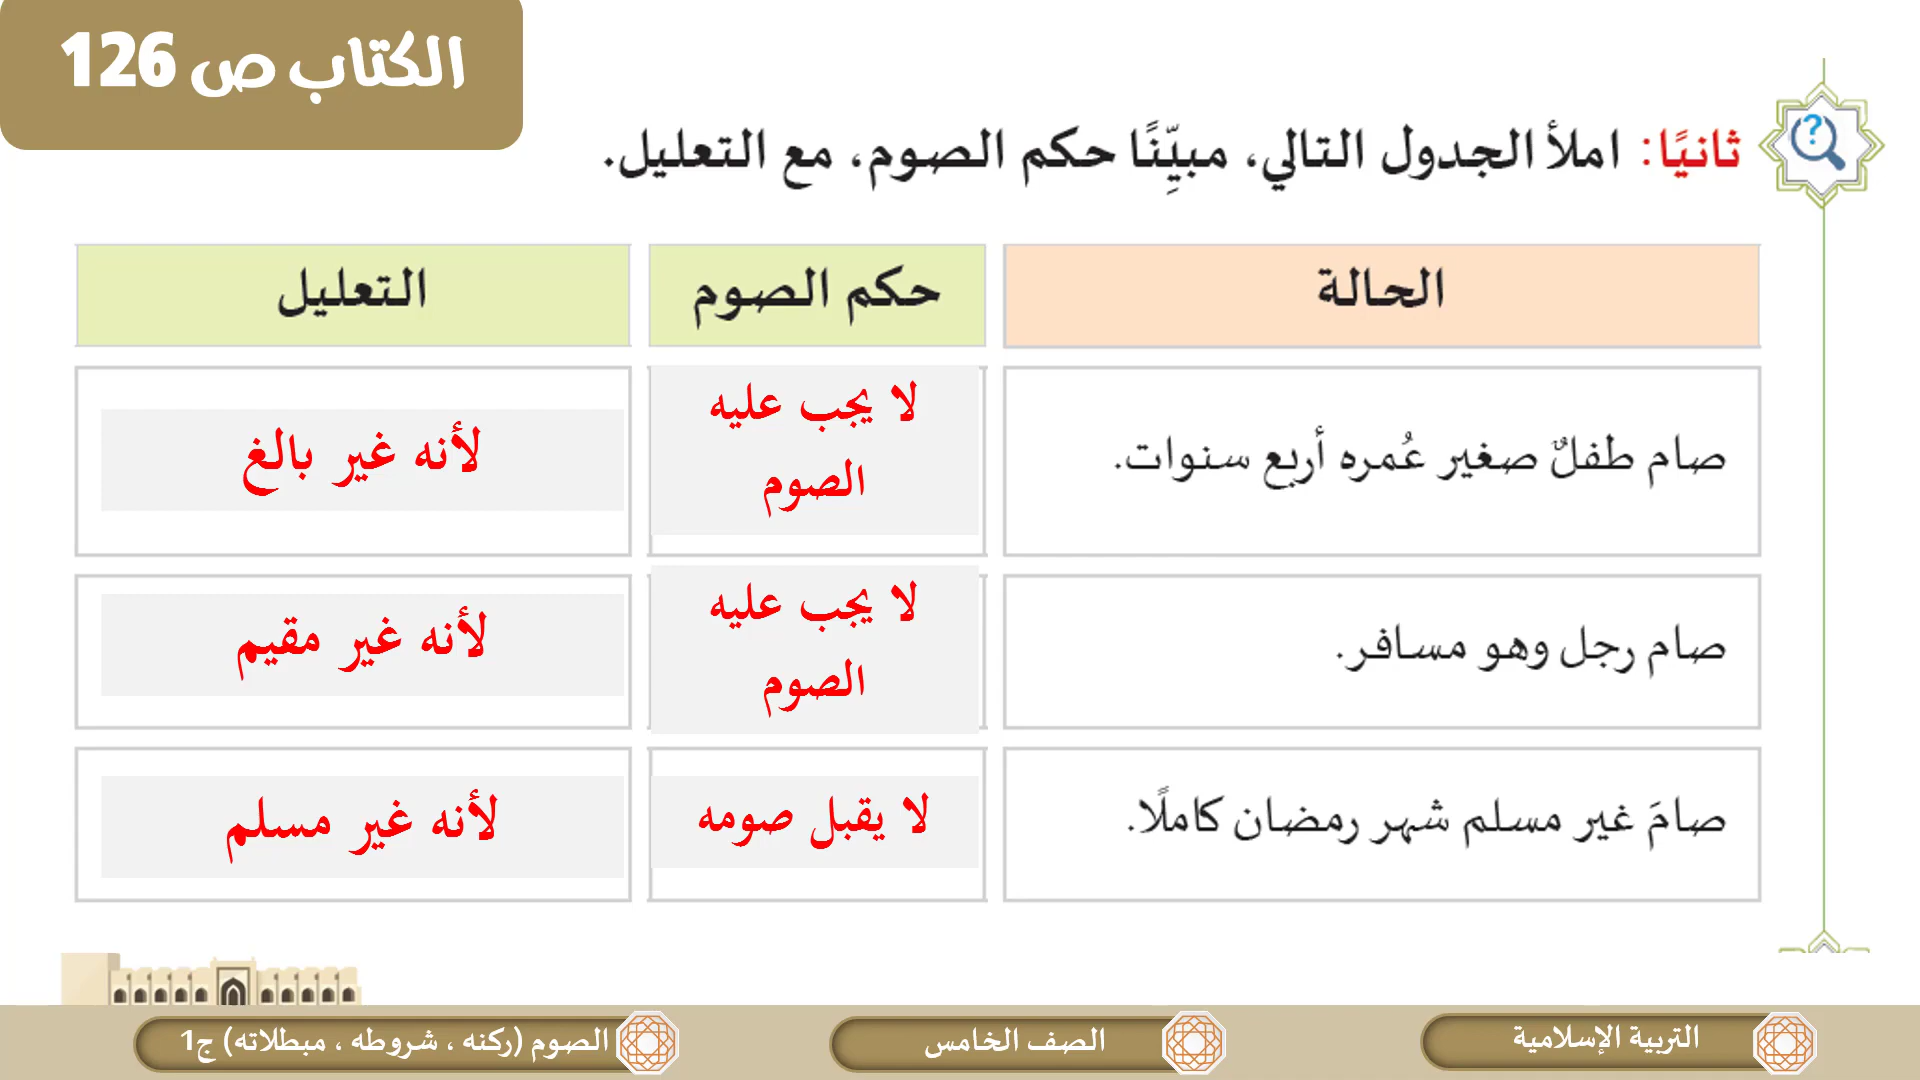 الكتاب ص 126
ثانيًا: املأ الجدول التالي، مبيِّنًا حكم الصوم، مع التعليل.
الحالة
حكم الصوم
التعليل
صام طفلٌ صغير عُمره أربع سنوات.
لا يجب عليه
الصوم
لأنه غير بالغ
صام رجل وهو مسافر.
لا يجب عليه
الصوم
لأنه غير مقيم
صامَ غير مسلم شهر رمضان كاملًا.
لا يقبل صومه
لأنه غير مسلم
التربية الإسلامية
الصف الخامس
الصوم (ركنه ، شروطه ، مبطلاته) ج1